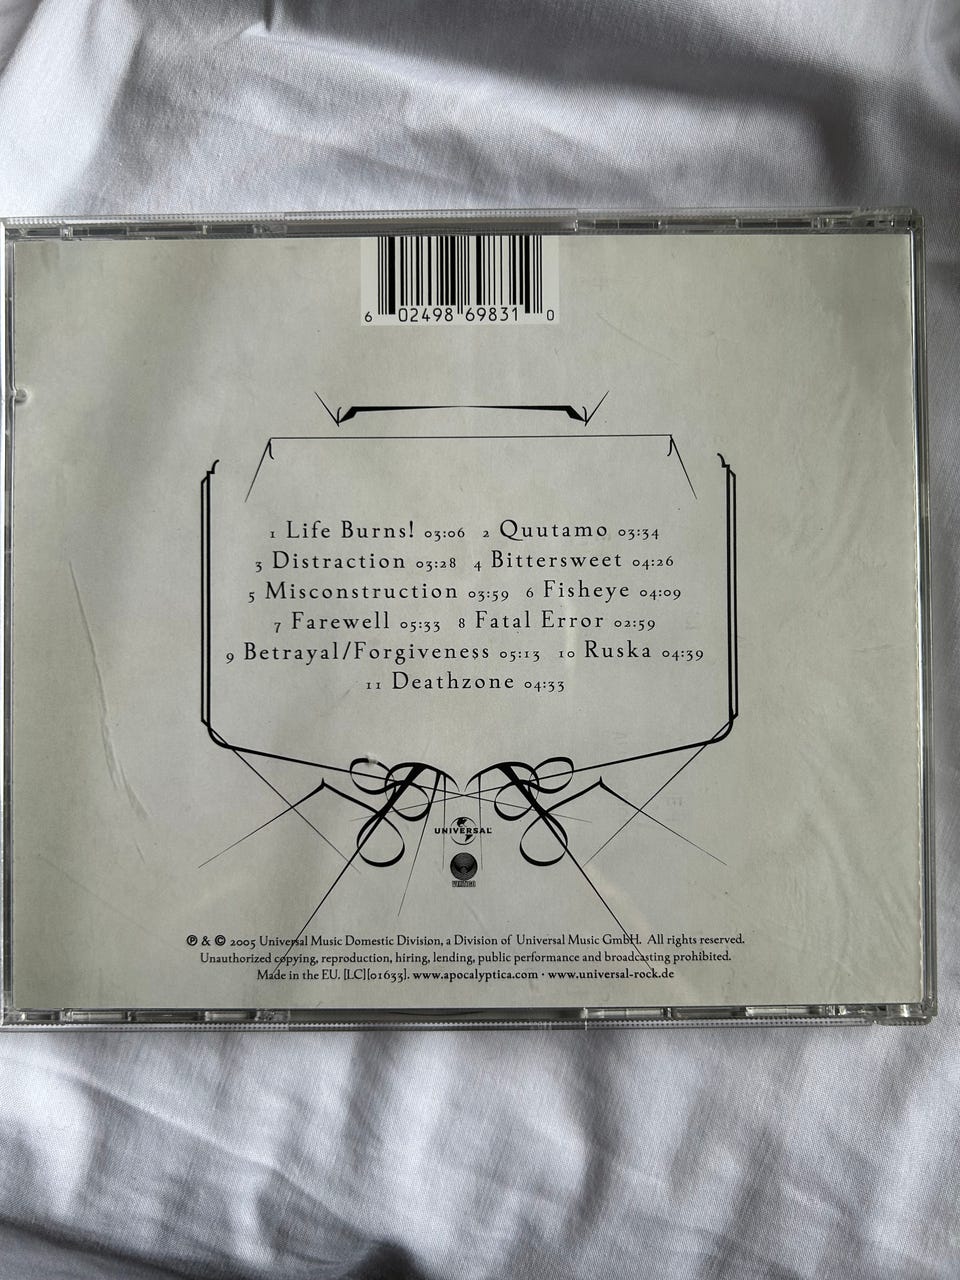 6 02498 69831 0
1 Life Burns! 03:06 2 Quutamo 03:34
3 Distraction 03:28 4 Bittersweet 04:26
5 Misconstruction 03:59 6 Fisheye 04:09
7 Farewell 05:33 8 Fatal Error 02:59
9 Betrayal/Forgiveness 05:13 10 Ruska 04:39
11 Deathzone 04:33
UNIVERSAL
VERTIGO
℗ & © 2005 Universal Music Domestic Division, a Division of Universal Music GmbH. All rights reserved.
Unauthorized copying, reproduction, hiring, lending, public performance and broadcasting prohibited.
Made in the EU. [LC][01633]. www.apocalyptica.com · www.universal-rock.de